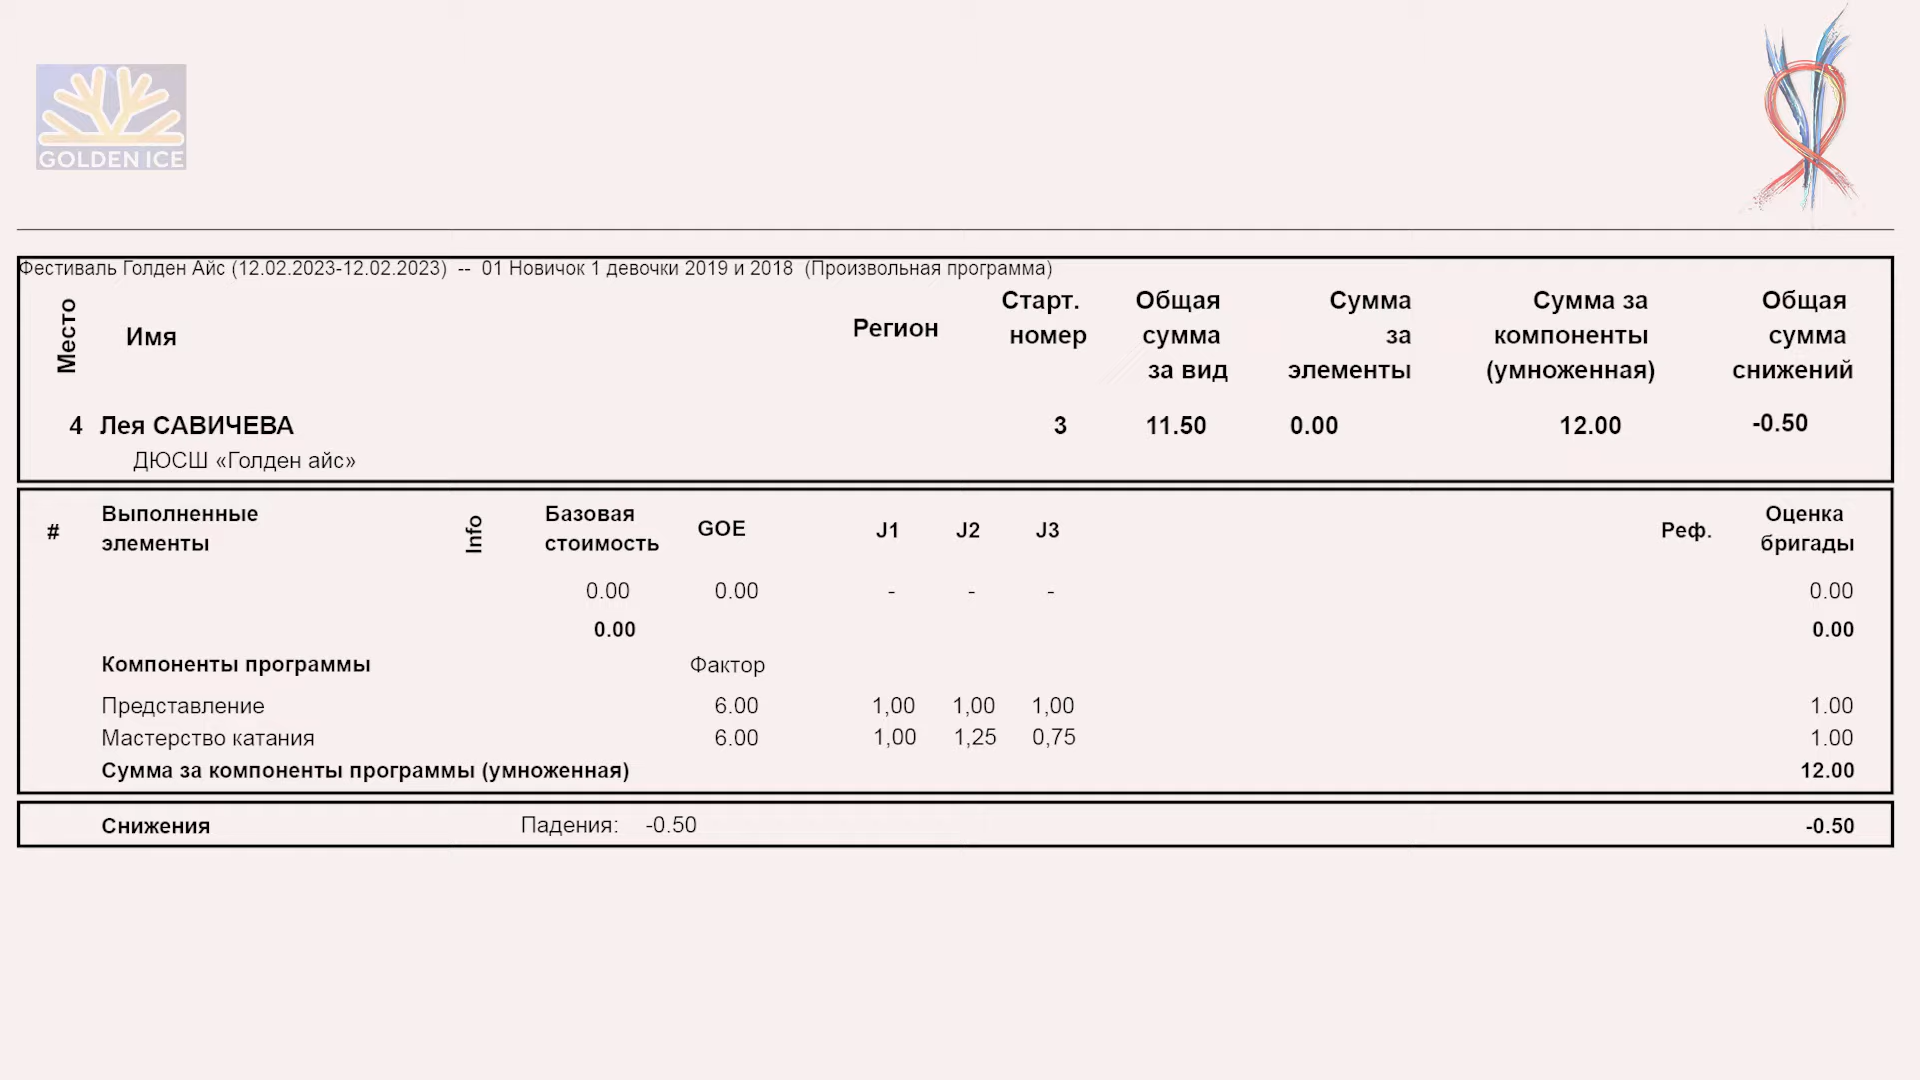 GOLDEN ICE
Фестиваль Голден Айс (12.02.2023-12.02.2023) -- 01 Новичок 1 девочки 2019 и 2018 (Произвольная программа)
Место Имя Регион Старт. номер Общая сумма за вид Сумма за элементы Сумма за компоненты (умноженная) Общая сумма снижений
4 Лея САВИЧЕВА 3 11.50 0.00 12.00 -0.50
ДЮСШ «Голден айс»
# Выполненные элементы Info Базовая стоимость GOE J1 J2 J3 Реф. Оценка бригады
0.00 0.00 - - - 0.00
0.00 0.00
Компоненты программы Фактор
Представление 6.00 1,00 1,00 1,00 1.00
Мастерство катания 6.00 1,00 1,25 0,75 1.00
Сумма за компоненты программы (умноженная) 12.00
Снижения Падения: -0.50 -0.50